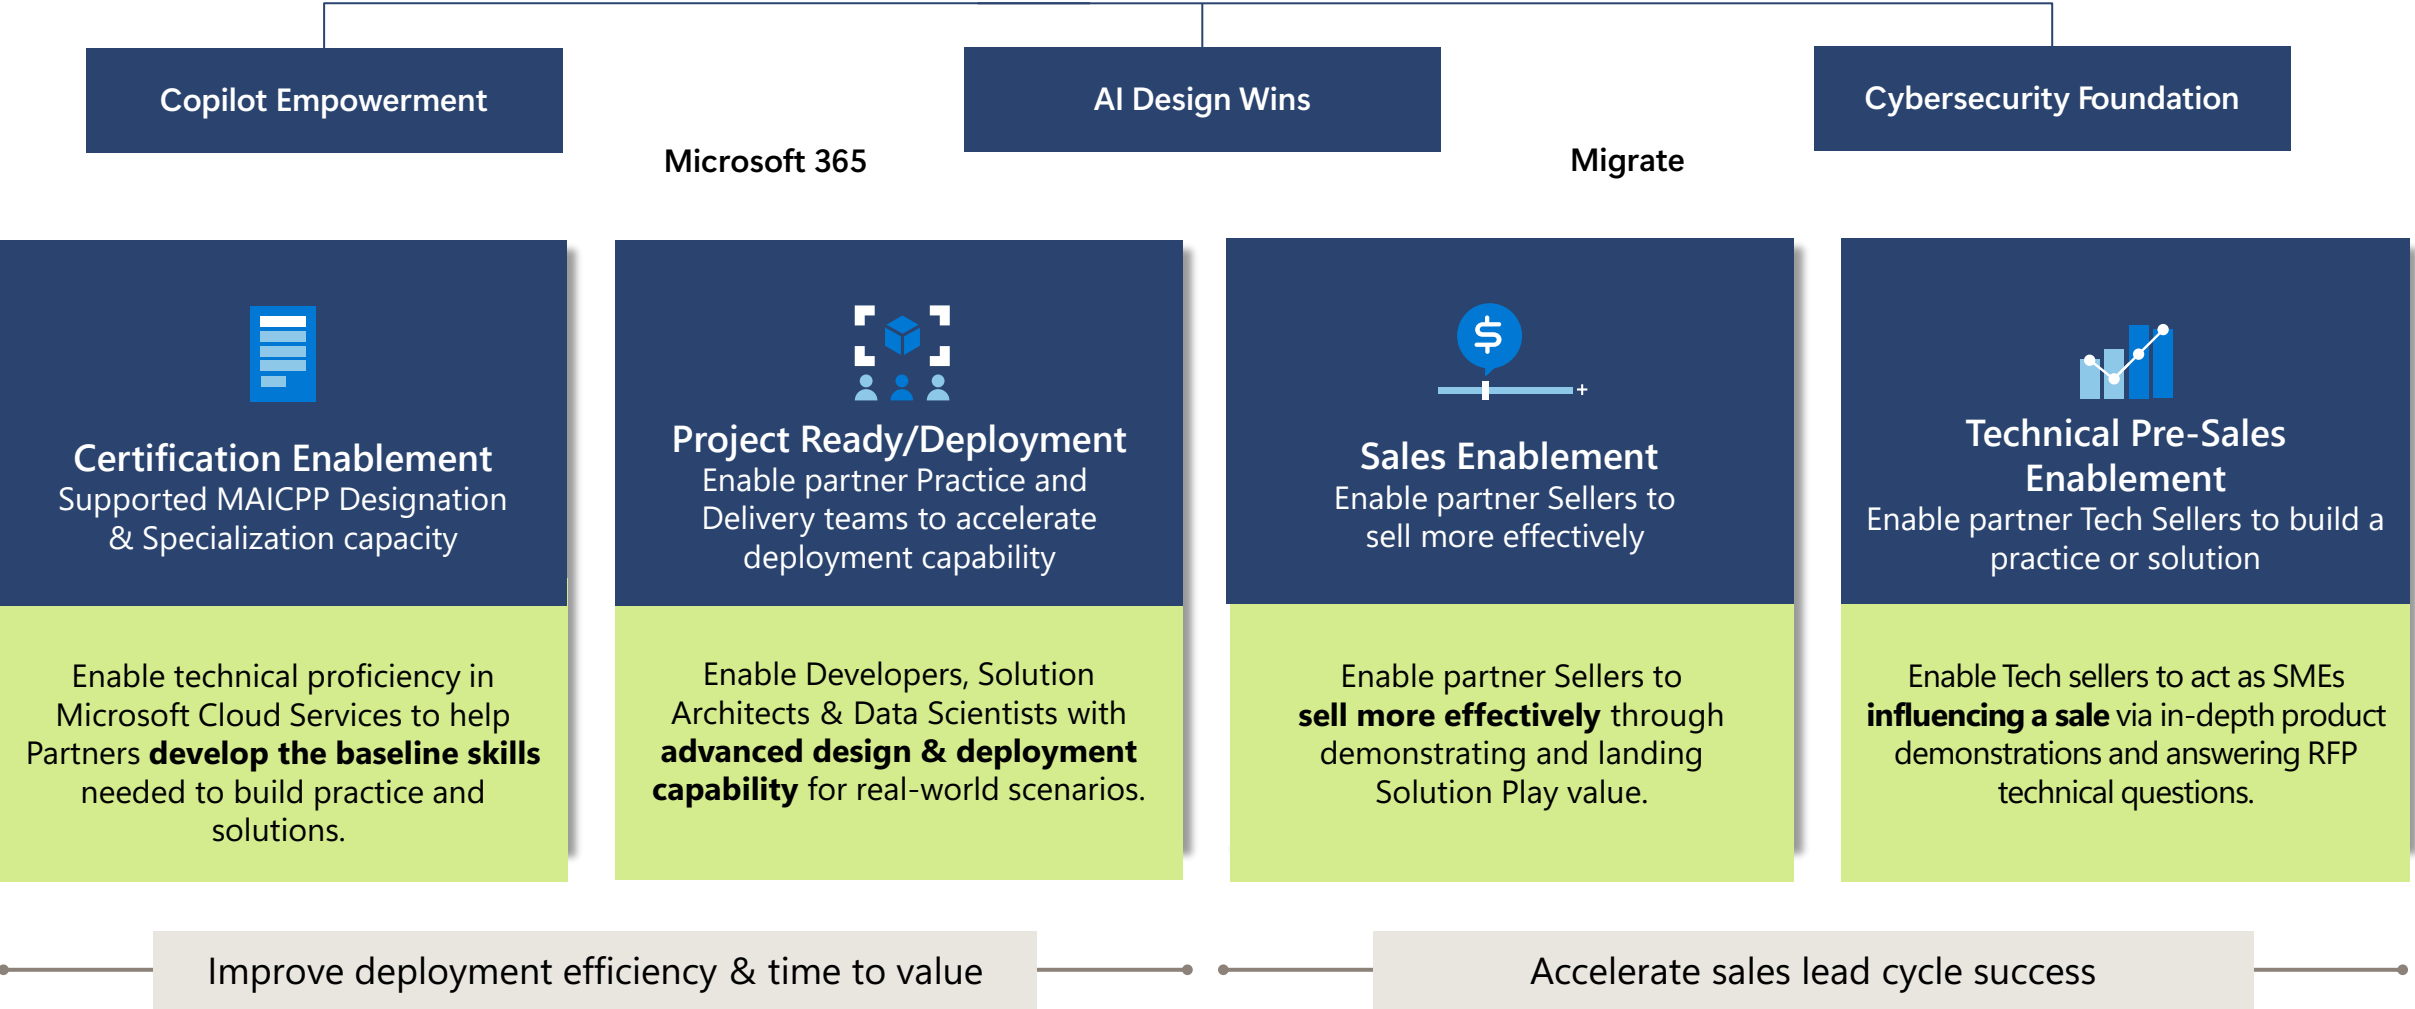 Copilot Empowerment
AI Design Wins
Cybersecurity Foundation
Microsoft 365
Migrate
Certification Enablement
Supported MAICPP Designation
& Specialization capacity
Enable technical proficiency in
Microsoft Cloud Services to help
Partners develop the baseline skills
needed to build practice and
solutions.
Project Ready/Deployment
Enable partner Practice and
Delivery teams to accelerate
deployment capability
Enable Developers, Solution
Architects & Data Scientists with
advanced design & deployment
capability for real-world scenarios.
$
+
Sales Enablement
Enable partner Sellers to
sell more effectively
Enable partner Sellers to
sell more effectively through
demonstrating and landing
Solution Play value.
Technical Pre-Sales
Enablement
Enable partner Tech Sellers to build a
practice or solution
Enable Tech sellers to act as SMEs
influencing a sale via in-depth product
demonstrations and answering RFP
technical questions.
Improve deployment efficiency & time to value
Accelerate sales lead cycle success